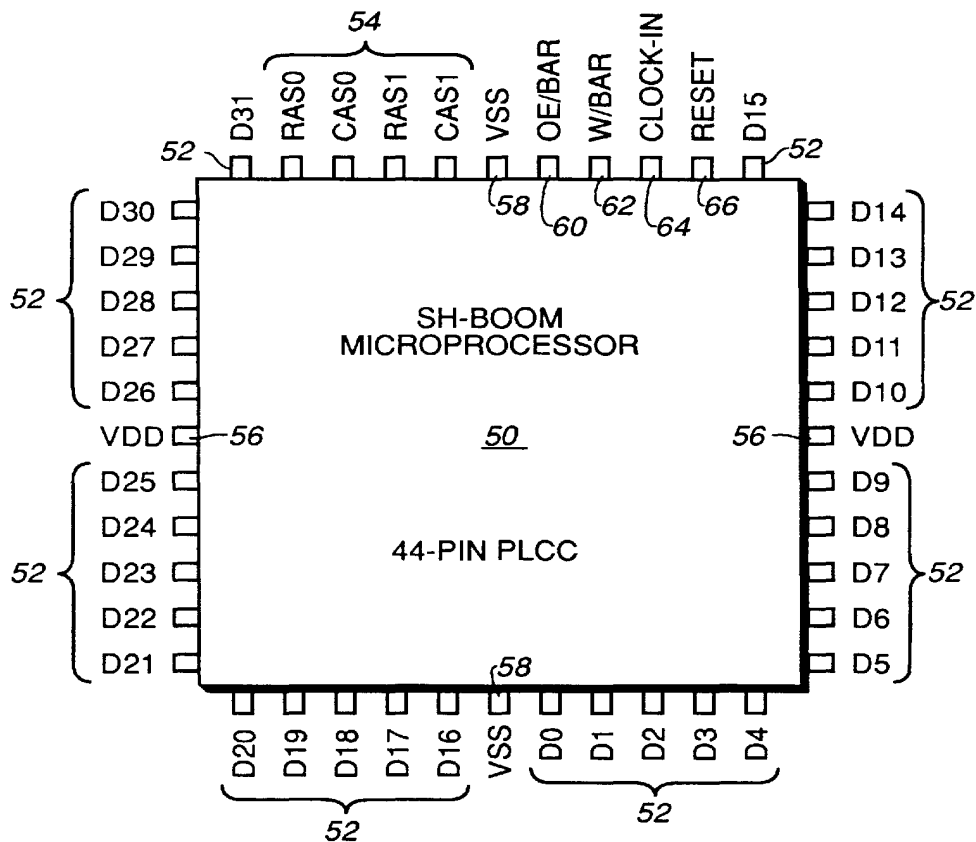 54
D31
RAS0
CAS0
RAS1
CAS1
VSS
OE/BAR
W/BAR
CLOCK-IN
RESET
D15
52
58
60
62
64
66
52
D30
D29
D28
D27
D26
52
VDD
56
D25
D24
D23
D22
D21
52
SH-BOOM
MICROPROCESSOR
50
44-PIN PLCC
D14
D13
D12
D11
D10
52
56
VDD
D9
D8
D7
D6
D5
52
58
D20
D19
D18
D17
D16
VSS
D0
D1
D2
D3
D4
52
52